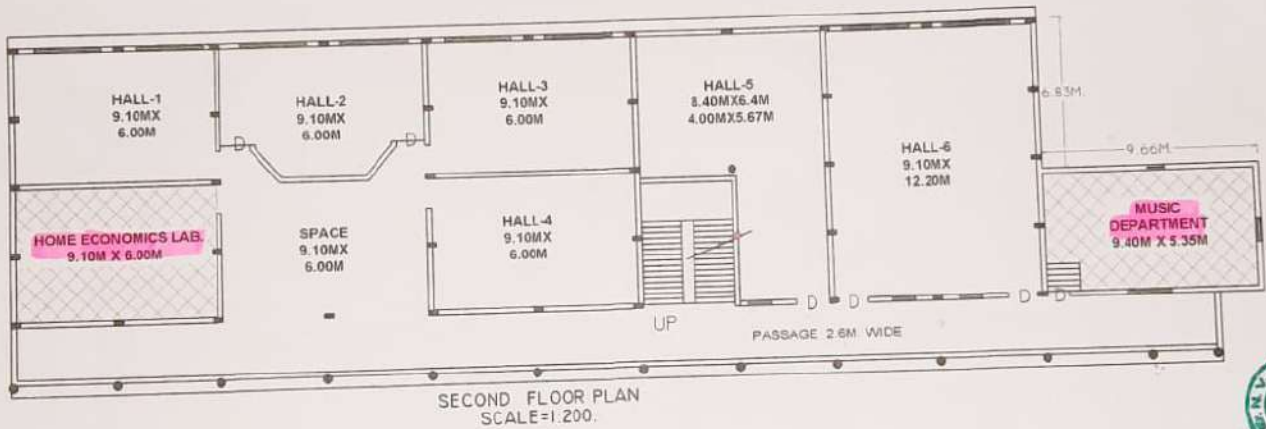 HALL-1
9.10MX
6.00M
HALL-2
9.10MX
6.00M
HALL-3
9.10MX
6.00M
HALL-5
8.40MX6.4M
4.00MX5.67M
HALL-6
9.10MX
12.20M
6.83M.
9.66M.
D
D
HOME ECONOMICS LAB.
9.10M X 6.00M
SPACE
9.10MX
6.00M
HALL-4
9.10MX
6.00M
MUSIC
DEPARTMENT
9.40M X 5.35M
UP
D
D
D
D
PASSAGE 2.6M. WIDE
SECOND FLOOR PLAN
SCALE=1:200.